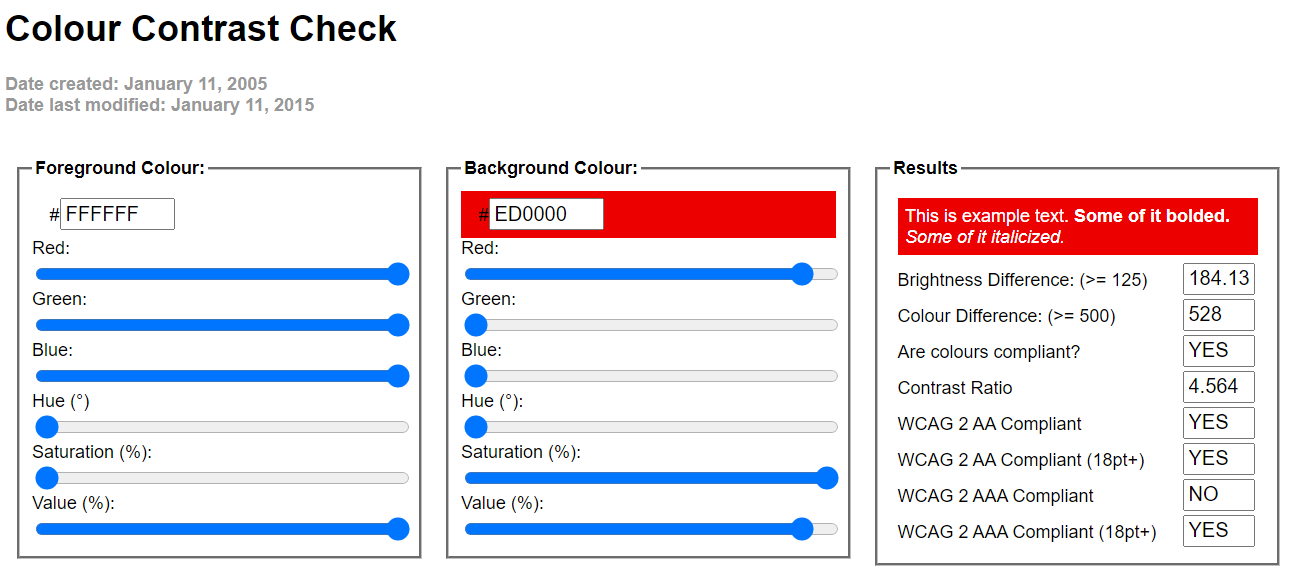 Colour Contrast Check
Date created: January 11, 2005
Date last modified: January 11, 2015
Foreground Colour:
#FFFFFF
Red:
Green:
Blue:
Hue (°)
Saturation (%):
Value (%):
Background Colour:
#ED0000
Red:
Green:
Blue:
Hue (°):
Saturation (%):
Value (%):
Results
This is example text. Some of it bolded.
Some of it italicized.
Brightness Difference: (>= 125) 184.13
Colour Difference: (>= 500) 528
Are colours compliant? YES
Contrast Ratio 4.564
WCAG 2 AA Compliant YES
WCAG 2 AA Compliant (18pt+) YES
WCAG 2 AAA Compliant NO
WCAG 2 AAA Compliant (18pt+) YES